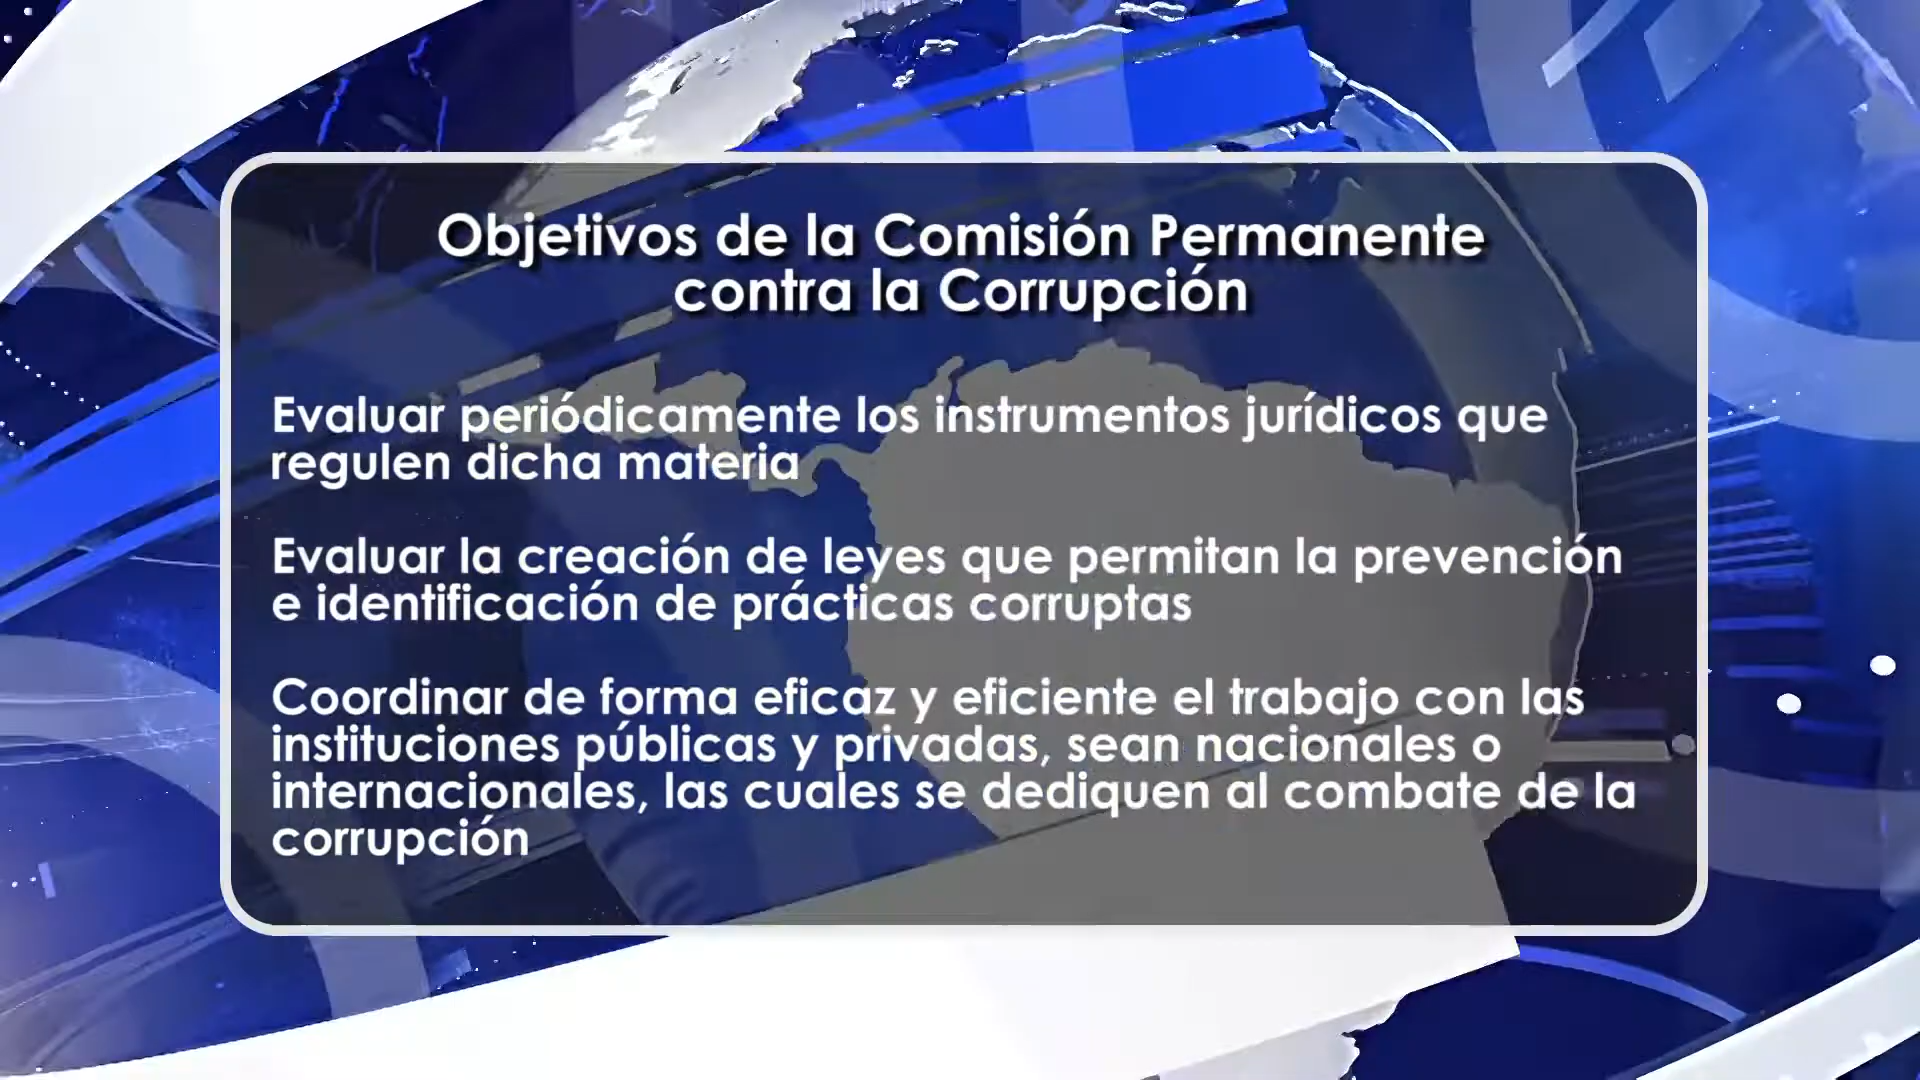 Objetivos de la Comisión Permanente
contra la Corrupción
Evaluar periódicamente los instrumentos jurídicos que
regulen dicha materia
Evaluar la creación de leyes que permitan la prevención
e identificación de prácticas corruptas
Coordinar de forma eficaz y eficiente el trabajo con las
instituciones públicas y privadas, sean nacionales o
internacionales, las cuales se dediquen al combate de la
corrupción